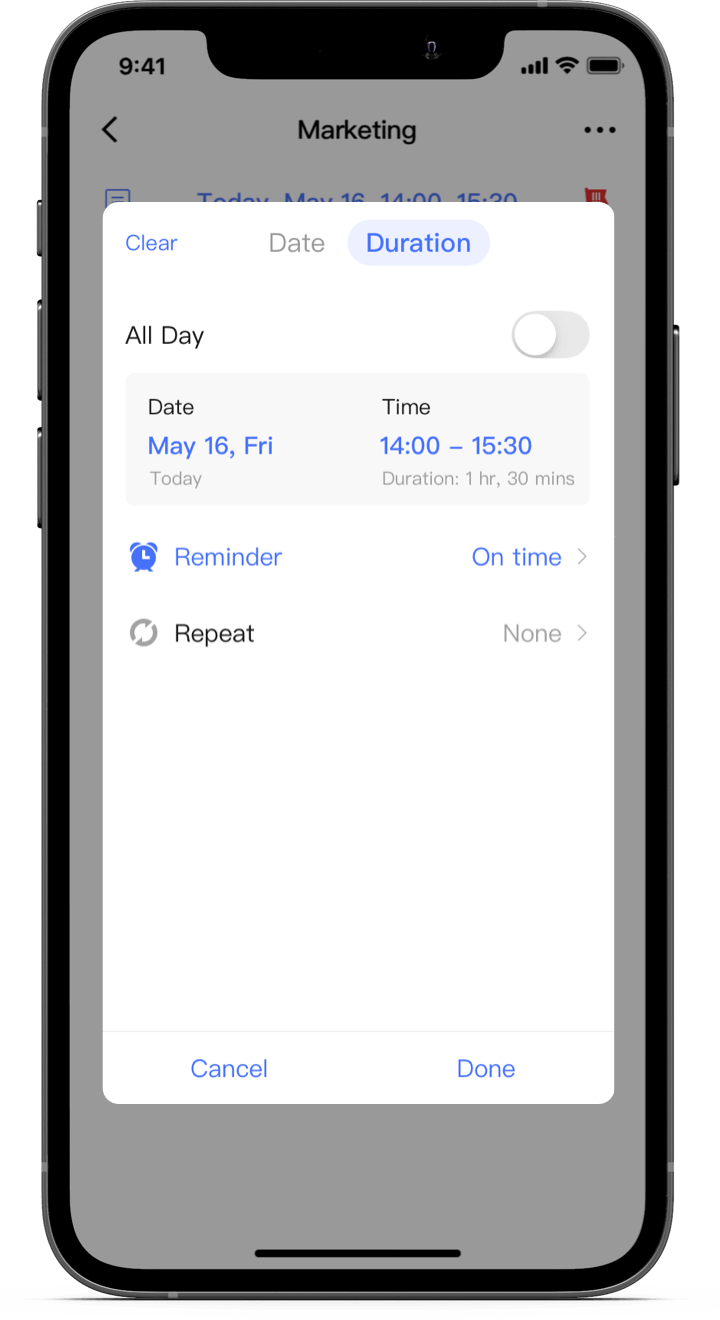 9:41
Marketing
Today, May 16, 14:00 - 15:30
Clear Date Duration
All Day
Date Time
May 16, Fri 14:00 – 15:30
Today Duration: 1 hr, 30 mins
Reminder On time
Repeat None
Cancel Done